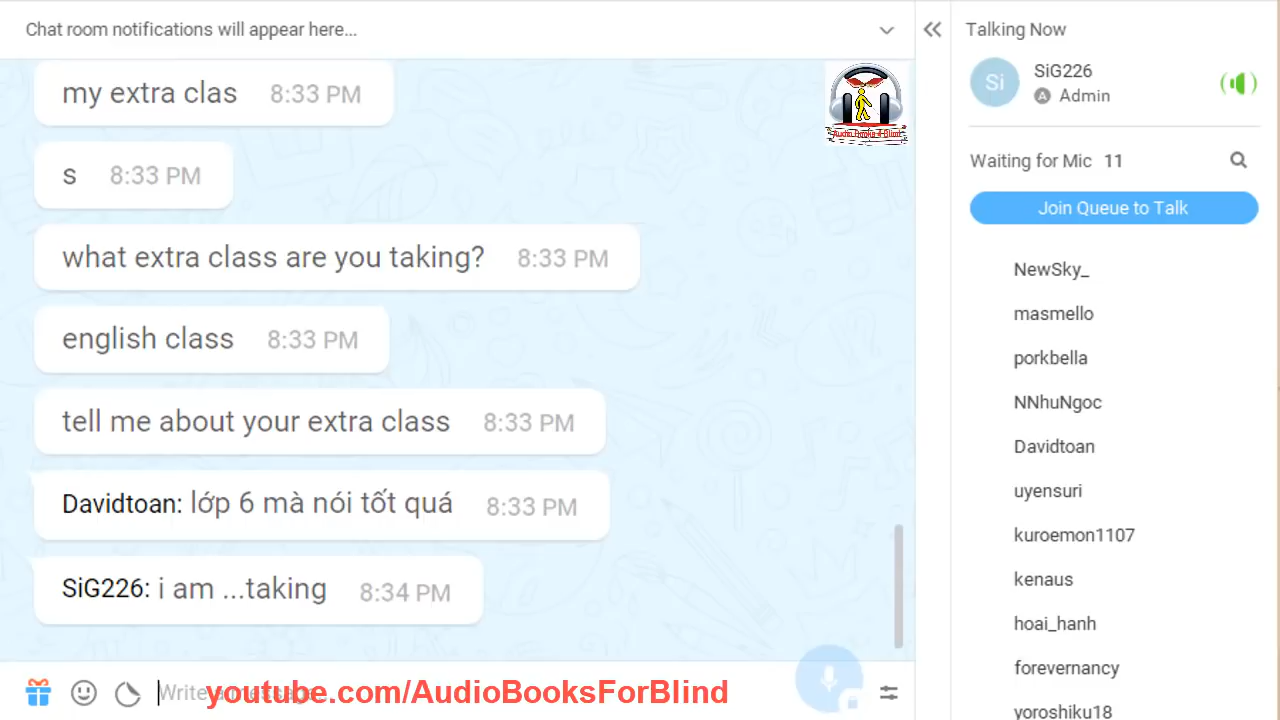 Chat room notifications will appear here...
my extra clas 8:33 PM
s 8:33 PM
what extra class are you taking? 8:33 PM
english class 8:33 PM
tell me about your extra class 8:33 PM
Davidtoan: lớp 6 mà nói tốt quá 8:33 PM
SiG226: i am ...taking 8:34 PM
youtube.com/AudioBooksForBlind
Audio Books 4 Blind
Talking Now
Si
SiG226
A Admin
Waiting for Mic 11
Join Queue to Talk
NewSky_
masmello
porkbella
NNhuNgoc
Davidtoan
uyensuri
kuroemon1107
kenaus
hoai_hanh
forevernancy
yoroshiku18